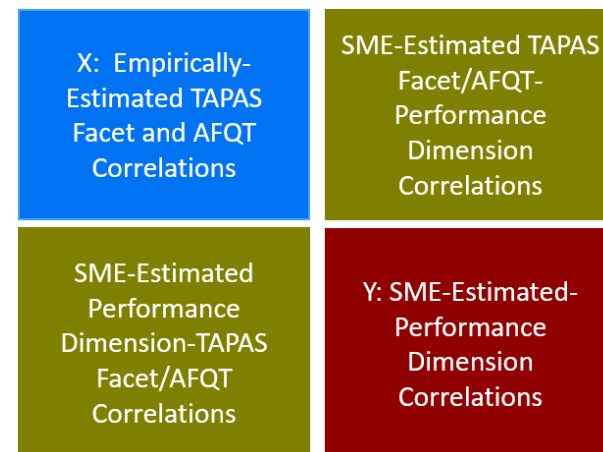 X:  Empirically-
Estimated TAPAS
Facet and AFQT
Correlations
SME-Estimated TAPAS
Facet/AFQT-
Performance
Dimension
Correlations
SME-Estimated
Performance
Dimension-TAPAS
Facet/AFQT
Correlations
Y: SME-Estimated-
Performance
Dimension
Correlations